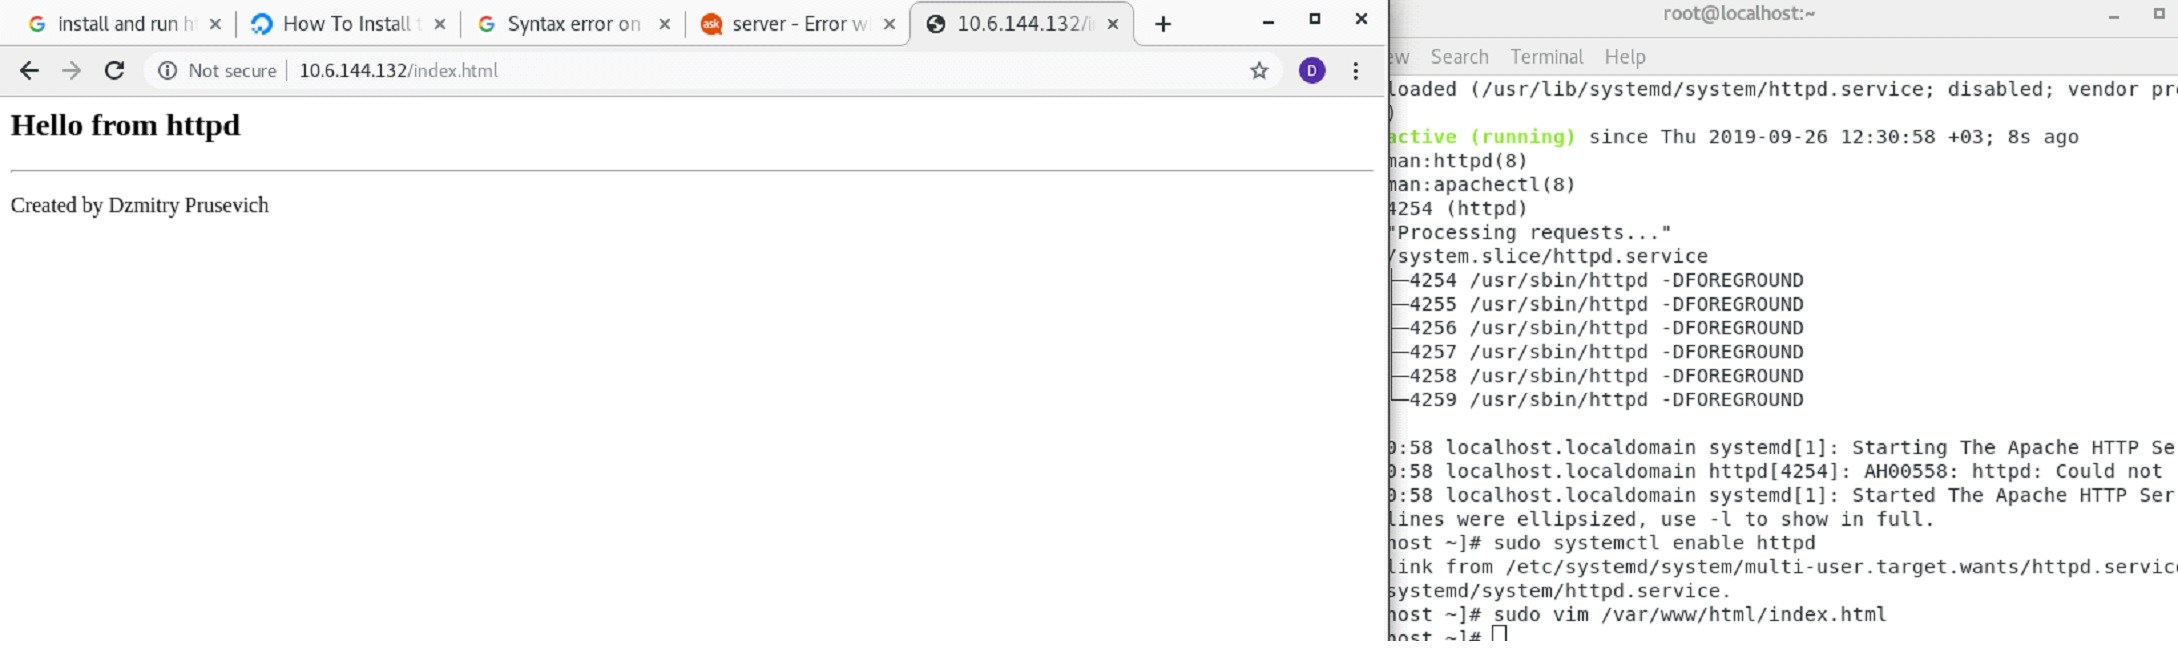 install and run h
How To Install t
Syntax error on
ask
server - Error w
10.6.144.132/i
Not secure
10.6.144.132/index.html
D
Hello from httpd
Created by Dzmitry Prusevich
root@localhost:~
ew Search Terminal Help
loaded (/usr/lib/systemd/system/httpd.service; disabled; vendor pr
)
active (running) since Thu 2019-09-26 12:30:58 +03; 8s ago
man:httpd(8)
man:apachectl(8)
4254 (httpd)
"Processing requests..."
/system.slice/httpd.service
├─4254 /usr/sbin/httpd -DFOREGROUND
├─4255 /usr/sbin/httpd -DFOREGROUND
├─4256 /usr/sbin/httpd -DFOREGROUND
├─4257 /usr/sbin/httpd -DFOREGROUND
├─4258 /usr/sbin/httpd -DFOREGROUND
└─4259 /usr/sbin/httpd -DFOREGROUND
0:58 localhost.localdomain systemd[1]: Starting The Apache HTTP Se
0:58 localhost.localdomain httpd[4254]: AH00558: httpd: Could not
0:58 localhost.localdomain systemd[1]: Started The Apache HTTP Ser
lines were ellipsized, use -l to show in full.
host ~]# sudo systemctl enable httpd
link from /etc/systemd/system/multi-user.target.wants/httpd.servic
systemd/system/httpd.service.
host ~]# sudo vim /var/www/html/index.html
host ~]#